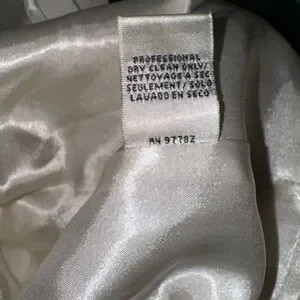 PROFESSIONAL
DRY CLEAN ONLY/
NETTOYAGE A SEC
SEULEMENT/SOLO
LAVADO EN SECO
RN 97782